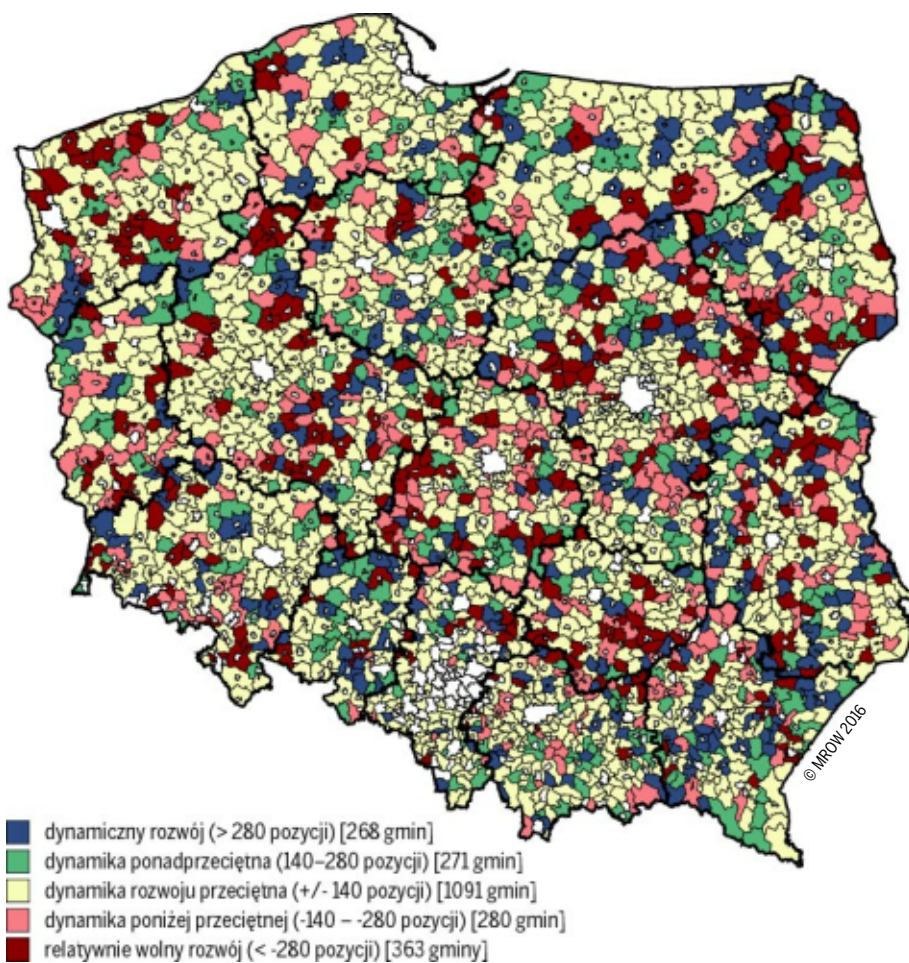 © MROW 2016
dynamiczny rozwój (> 280 pozycji) [268 gmin]
dynamika ponadprzeciętna (140–280 pozycji) [271 gmin]
dynamika rozwoju przeciętna (+/- 140 pozycji) [1091 gmin]
dynamika poniżej przeciętnej (-140 – -280 pozycji) [280 gmin]
relatywnie wolny rozwój (< -280 pozycji) [363 gminy]